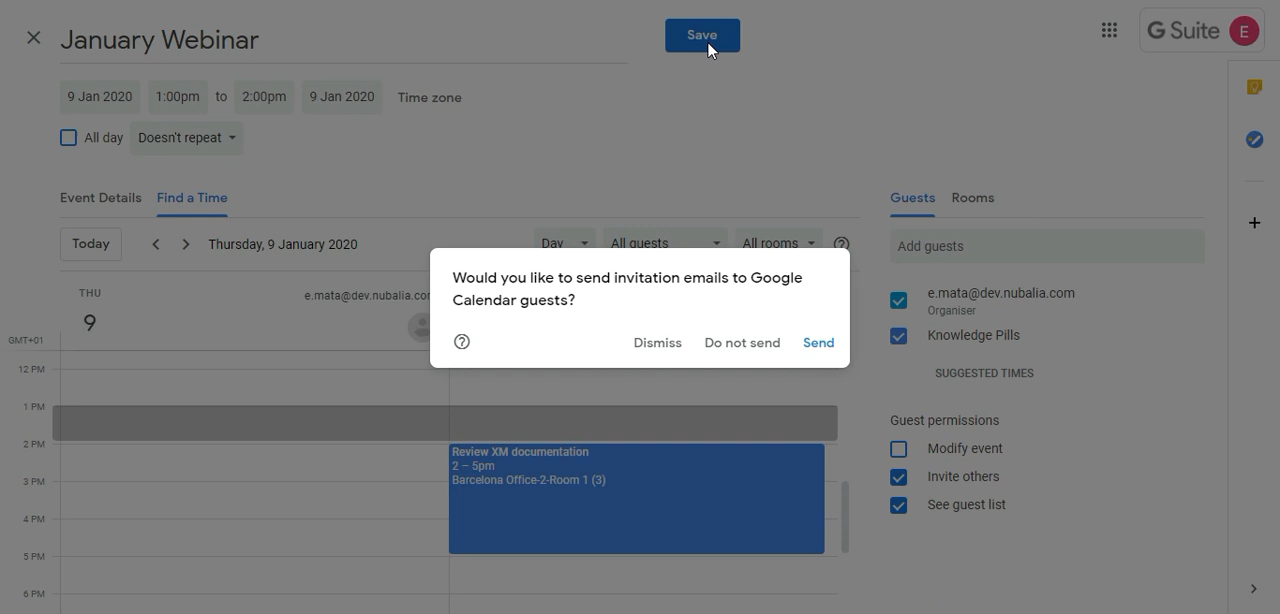 January Webinar
Save
G Suite
E
9 Jan 2020 1:00pm to 2:00pm 9 Jan 2020 Time zone
All day Doesn't repeat
Event Details Find a Time
Guests Rooms
Today Thursday, 9 January 2020 Day All guests All rooms
Add guests
Would you like to send invitation emails to Google
Calendar guests?
Dismiss Do not send Send
THU
9
e.mata@dev.nubalia.cor
GMT+01
e.mata@dev.nubalia.com
Organiser
Knowledge Pills
SUGGESTED TIMES
Guest permissions
Modify event
Invite others
See guest list
12 PM
1 PM
2 PM
Review XM documentation
2 – 5pm
Barcelona Office-2-Room 1 (3)
3 PM
4 PM
5 PM
6 PM